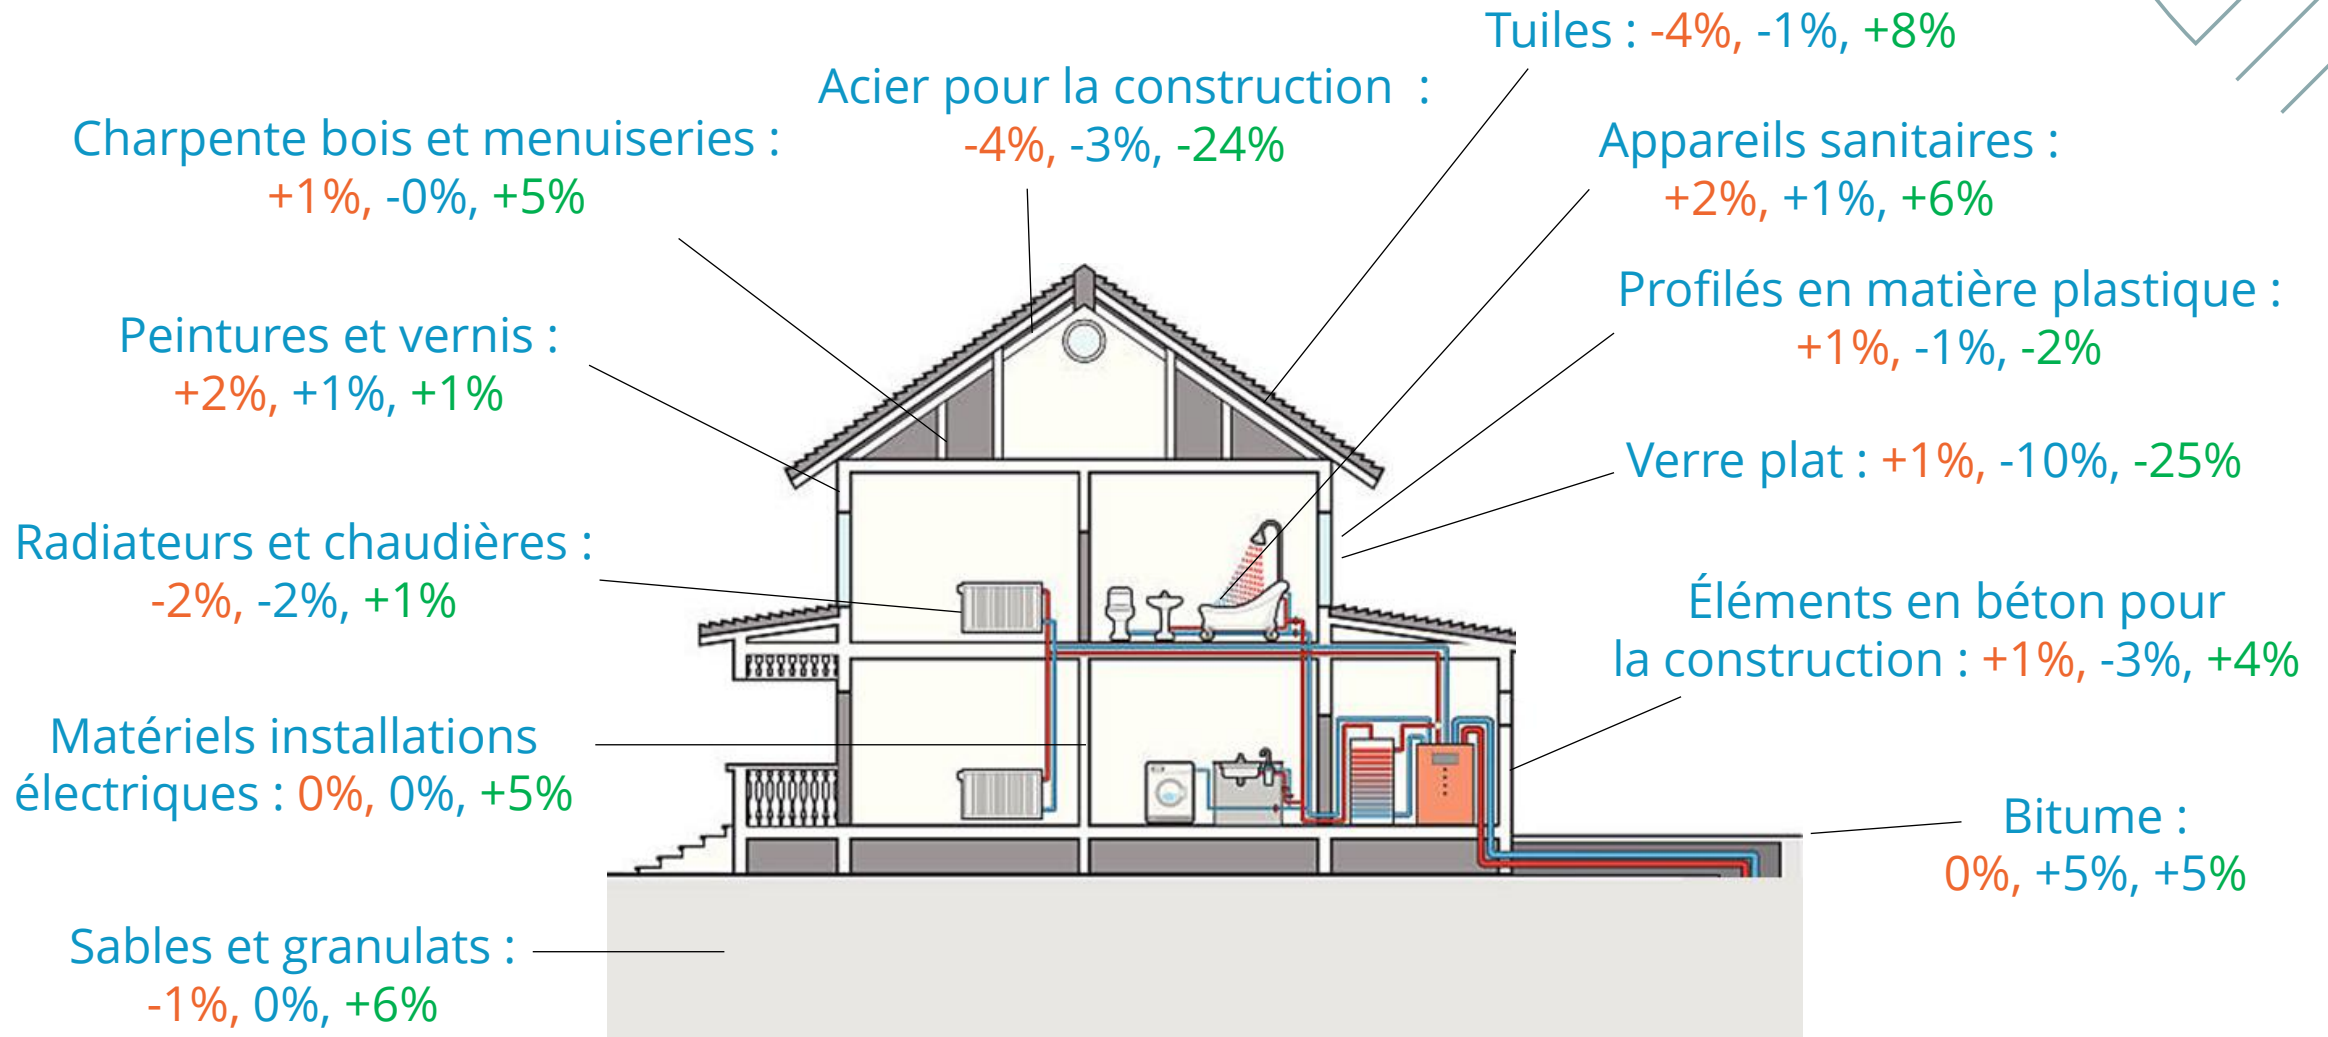 Tuiles : -4%, -1%, +8%
Acier pour la construction :
-4%, -3%, -24%
Charpente bois et menuiseries :
+1%, -0%, +5%
Appareils sanitaires :
+2%, +1%, +6%
Profilés en matière plastique :
+1%, -1%, -2%
Peintures et vernis :
+2%, +1%, +1%
Verre plat : +1%, -10%, -25%
Radiateurs et chaudières :
-2%, -2%, +1%
Éléments en béton pour
la construction : +1%, -3%, +4%
Matériels installations
électriques : 0%, 0%, +5%
Bitume :
0%, +5%, +5%
Sables et granulats :
-1%, 0%, +6%